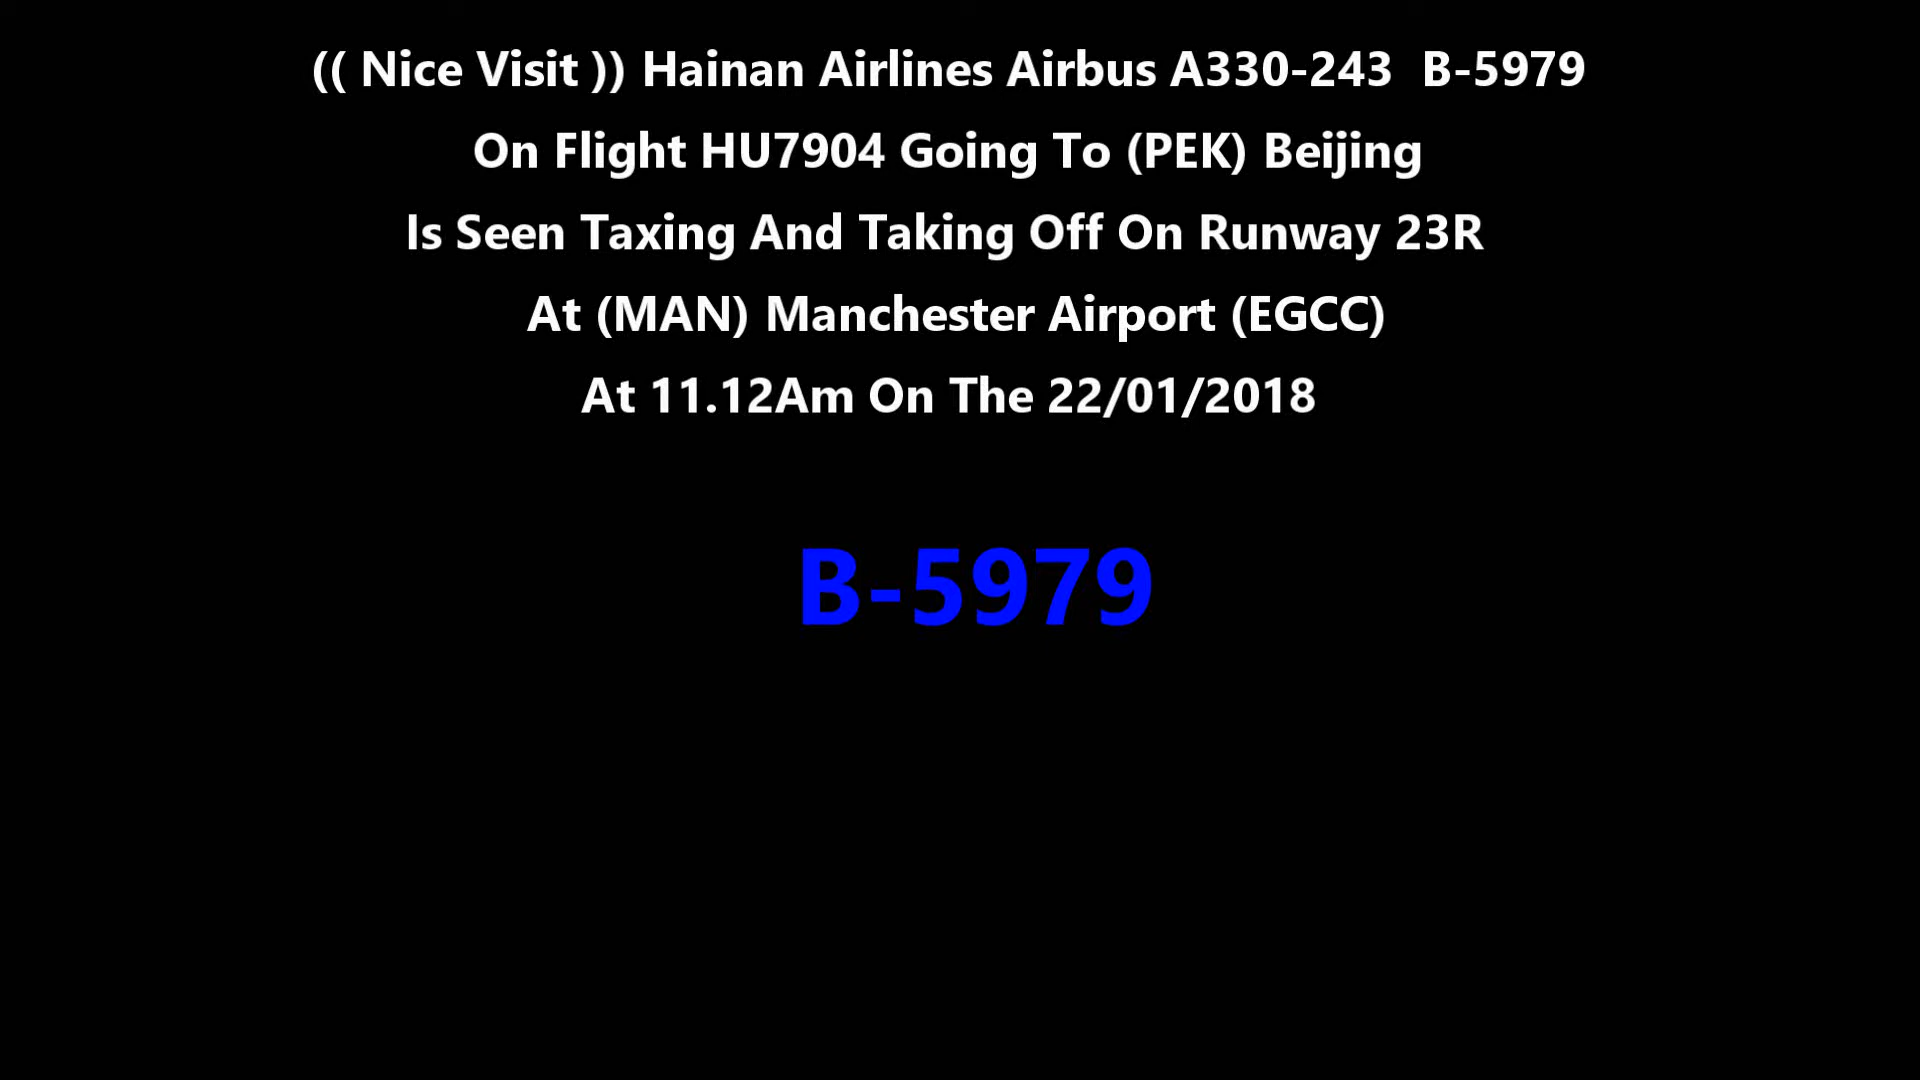 (( Nice Visit )) Hainan Airlines Airbus A330-243  B-5979
On Flight HU7904 Going To (PEK) Beijing
Is Seen Taxing And Taking Off On Runway 23R
At (MAN) Manchester Airport (EGCC)
At 11.12Am On The 22/01/2018
B-5979